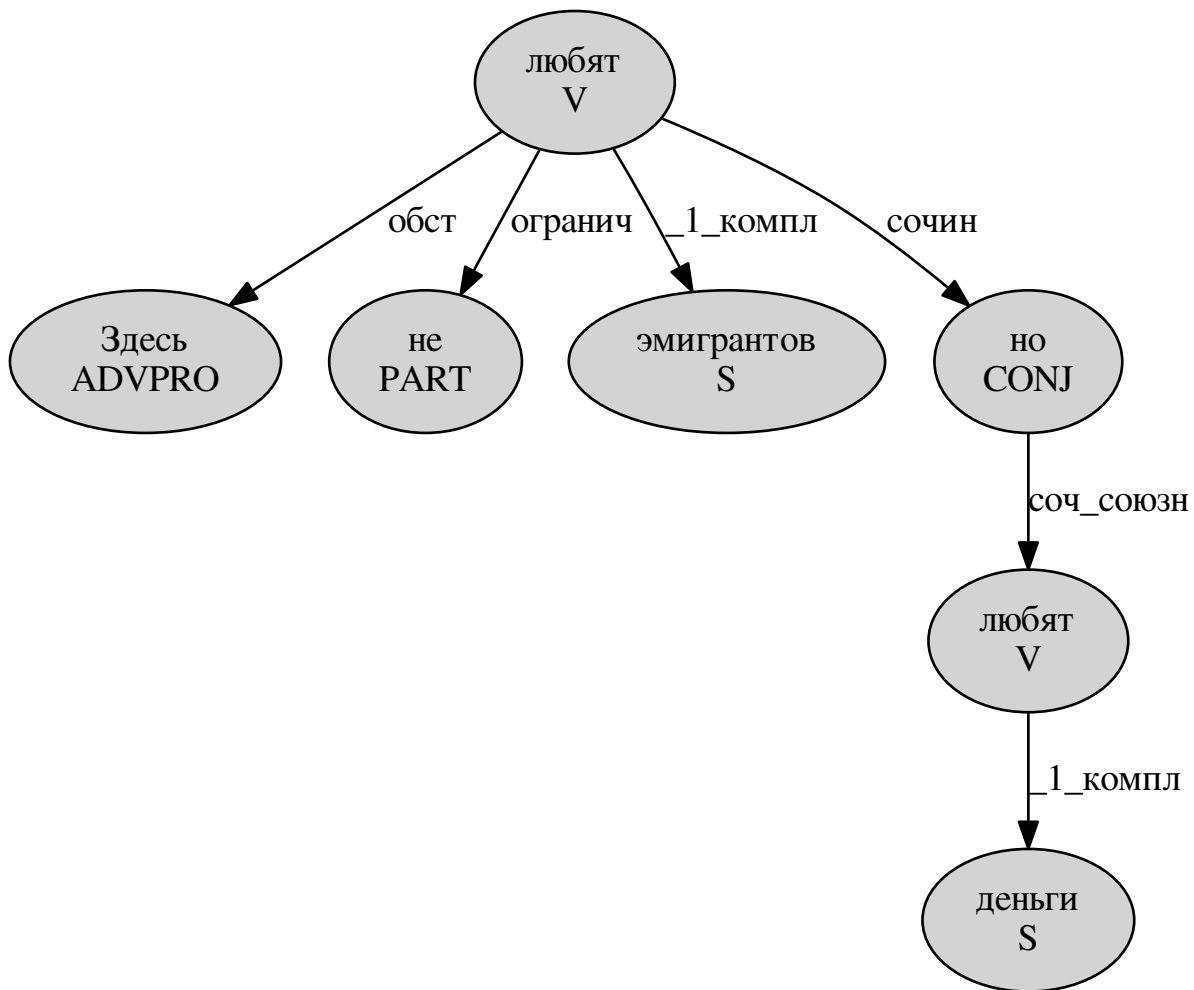 любят
V
обст
огранич
_1_компл
сочин
Здесь
ADVPRO
не
PART
эмигрантов
S
но
CONJ
соч_союзн
любят
V
_1_компл
деньги
S